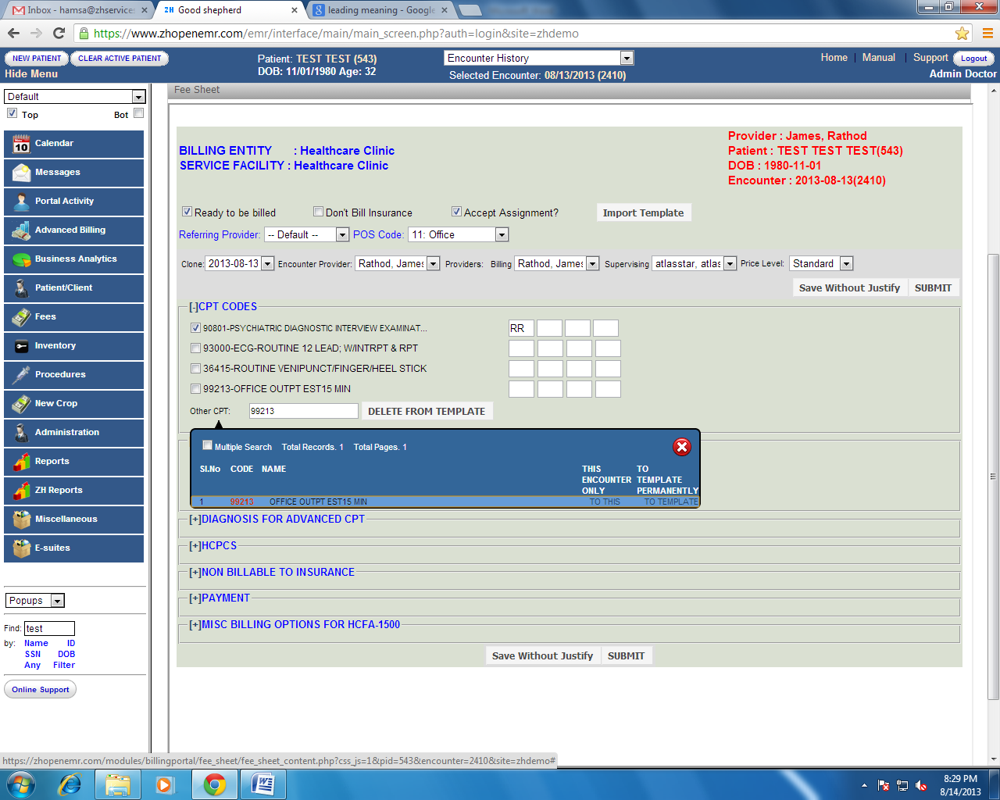 Inbox - hamsa@zhservice: Good shepherd leading meaning - Google
https://www.zhopenemr.com/emr/interface/main/main_screen.php?auth=login&site=zhdemo
NEW PATIENT CLEAR ACTIVE PATIENT Patient: TEST TEST (543) Encounter History Home Manual Support Logout
Hide Menu DOB: 11/01/1980 Age: 32 Selected Encounter: 08/13/2013 (2410) Admin Doctor
Default
Top Bot
Calendar
Messages
Portal Activity
Advanced Billing
Business Analytics
Patient/Client
Fees
Inventory
Procedures
New Crop
Administration
Reports
ZH Reports
Miscellaneous
E-suites
Popups
Find: test
by: Name ID
SSN DOB
Any Filter
Online Support
Fee Sheet
BILLING ENTITY : Healthcare Clinic
SERVICE FACILITY : Healthcare Clinic
Provider : James, Rathod
Patient : TEST TEST TEST(543)
DOB : 1980-11-01
Encounter : 2013-08-13(2410)
Ready to be billed Don't Bill Insurance Accept Assignment? Import Template
Referring Provider: -- Default -- POS Code: 11: Office
Clone: 2013-08-13 Encounter Provider: Rathod, James Providers: Billing Rathod, James Supervising atlasstar, atlas Price Level: Standard
Save Without Justify SUBMIT
[-]CPT CODES
90801-PSYCHIATRIC DIAGNOSTIC INTERVIEW EXAMINAT... RR
93000-ECG-ROUTINE 12 LEAD; W/INTRPT & RPT
36415-ROUTINE VENIPUNCT/FINGER/HEEL STICK
99213-OFFICE OUTPT EST15 MIN
Other CPT: 99213 DELETE FROM TEMPLATE
Multiple Search Total Records. 1 Total Pages. 1
Sl.No CODE NAME THIS ENCOUNTER ONLY TO TEMPLATE PERMANENTLY
1 99213 OFFICE OUTPT EST15 MIN TO THIS TO TEMPLATE
[+]DIAGNOSIS FOR ADVANCED CPT
[+]HCPCS
[+]NON BILLABLE TO INSURANCE
[+]PAYMENT
[+]MISC BILLING OPTIONS FOR HCFA-1500
Save Without Justify SUBMIT
https://zhopenemr.com/modules/billingportal/fee_sheet/fee_sheet_content.php?css_js=1&pid=543&encounter=2410&site=zhdemo#
8:29 PM
8/14/2013